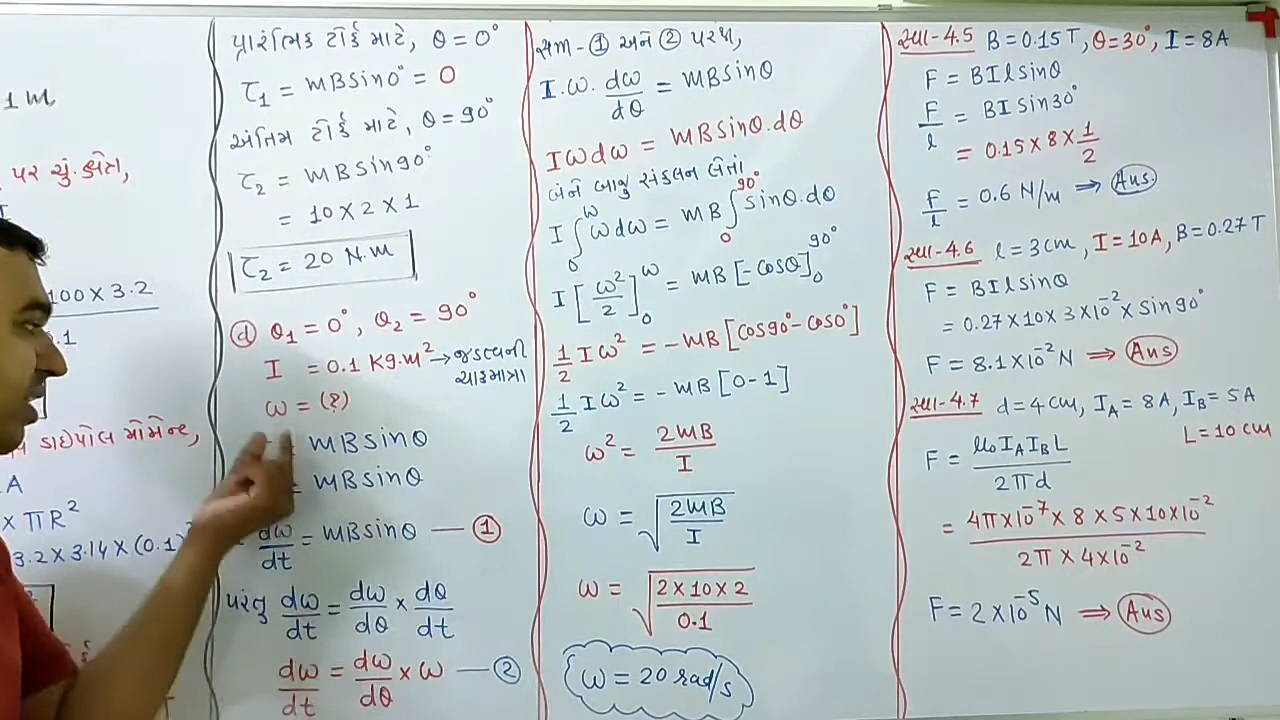 1 m
પર ચું. ક્ષેત્ર,
100 × 3.2
.1
ડાઇપોલ મોમેન્ટ,
A
× πR²
3.2 × 3.14 × (0.1)²
પ્રારંભિક ટૉર્ક માટે, θ = 0°
τ₁ = mB sin0° = 0
અંતિમ ટૉર્ક માટે, θ = 90°
τ₂ = mB sin90°
= 10 × 2 × 1
τ₂ = 20 N.m
ⓓ θ₁ = 0°, θ₂ = 90°
I = 0.1 kg.m² → જડત્વની
ચાકમાત્રા
ω = (?)
= mB sinθ
= mB sinθ
dω/dt = mB sinθ — ①
પરંતુ dω/dt = dω/dθ × dθ/dt
dω/dt = dω/dθ × ω — ②
સમ - ① અને ② પરથી,
I.ω. dω/dθ = mB sinθ
Iω dω = mB sinθ.dθ
બંને બાજુ સંકલન લેતાં
I ∫₀^ω ω dω = mB ∫₀^90° sinθ.dθ
I [ω²/2]₀^ω = mB [-cosθ]₀^90°
1/2 Iω² = -mB [cos90° - cos0°]
1/2 Iω² = -mB [0-1]
ω² = 2mB/I
ω = √(2mB/I)
ω = √(2 × 10 × 2/0.1)
ω = 20 rad/s
સ્વા-4.5 B = 0.15 T, θ = 30°, I = 8A
F = BIl sinθ
F/l = BI sin30°
= 0.15 × 8 × 1/2
F/l = 0.6 N/m ⇒ Ans.
સ્વા-4.6 l = 3 cm, I = 10A, B = 0.27 T
F = BIl sinθ
= 0.27 × 10 × 3 × 10⁻² × sin90°
F = 8.1 × 10⁻² N ⇒ Ans
સ્વા-4.7 d = 4 cm, I_A = 8A, I_B = 5A
L = 10 cm
F = μ₀ I_A I_B L/2πd
= 4π × 10⁻⁷ × 8 × 5 × 10 × 10⁻²/2π × 4 × 10⁻²
F = 2 × 10⁻⁵ N ⇒ Ans